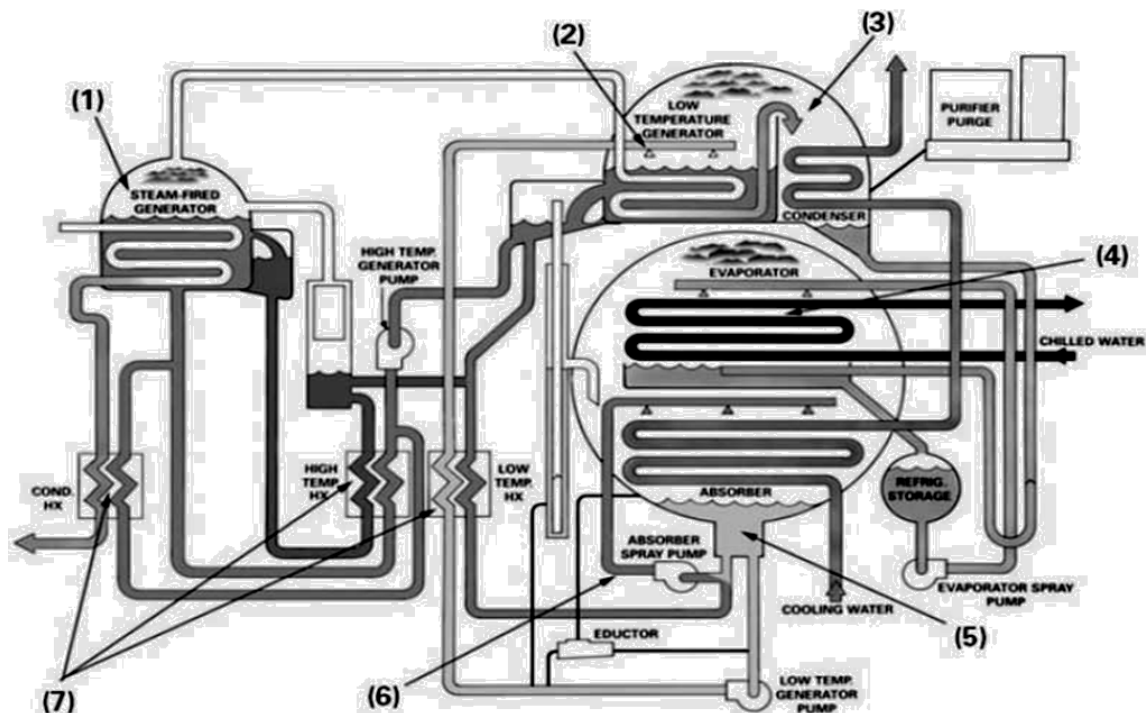 (1)
(2)
(3)
STEAM-FIRED
GENERATOR
LOW
TEMPERATURE
GENERATOR
PURIFIER
PURGE
CONDENSER
HIGH TEMP.
GENERATOR
PUMP
EVAPORATOR
(4)
CHILLED WATER
COND.
HX
HIGH
TEMP.
HX
LOW
TEMP.
HX
ABSORBER
REFRIG.
STORAGE
ABSORBER
SPRAY PUMP
COOLING WATER
EVAPORATOR SPRAY
PUMP
EDUCTOR
(5)
(6)
(7)
LOW TEMP.
GENERATOR
PUMP